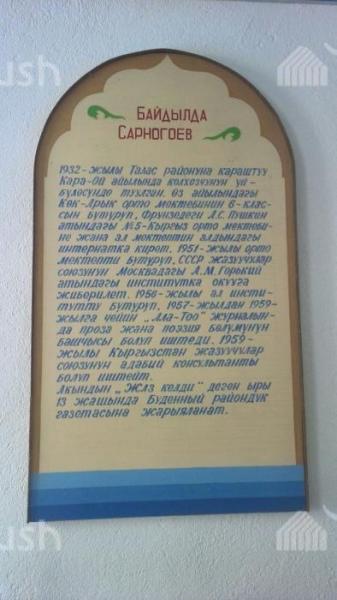 ush
БАЙДЫЛДА
САРНОГОЕВ
1932-жылы Талас районуна караштуу
Кара-Ой айылында колхозчунун үй-
бүлөсүндө түзүлгөн. өз айылындагы
Көк-Арык орто мектебинин 6-клас-
сын бүтүрүп, Фрунзедеги А.С. Пушкин
атындагы №5-Кыргыз орто мектеби-
не жана ал мектептин алдындагы
интернатка кирет, 1951-жылы орто
мектепти бүтүрүп, СССР жазуучулар
союзунун Москвадагы А.М. Горький
атындагы институтка окууга
жиберилет. 1956-жылы ал инсти-
тутту бүтүрүп, 1957-жылдан 1959-
жылга чейин „Ала-Тоо" журналын-
да проза жана поэзия бөлүмүнүн
башчысы болуп иштеди. 1959-
жылы Кыргызстан жазуучулар
союзунун адабий консультанты
болуп иштейт.
Акындын „Жаз келди" деген ыры
13 жашында Буденный райондук
газетасына жарыяланат.
ush